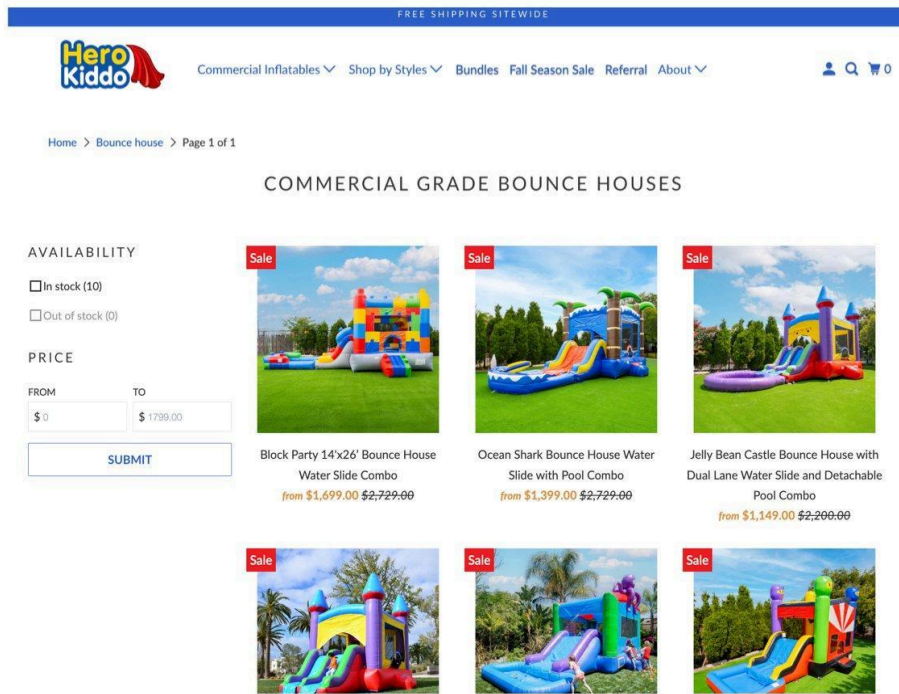 FREE SHIPPING SITEWIDE
Hero
Kiddo
Commercial Inflatables Shop by Styles Bundles Fall Season Sale Referral About 0
Home > Bounce house > Page 1 of 1
COMMERCIAL GRADE BOUNCE HOUSES
AVAILABILITY
In stock (10)
Out of stock (0)
PRICE
FROM TO
$ 0 $ 1799.00
SUBMIT
Sale
Block Party 14'x26' Bounce House
Water Slide Combo
from $1,699.00 $2,729.00
Sale
Ocean Shark Bounce House Water
Slide with Pool Combo
from $1,399.00 $2,729.00
Sale
Jelly Bean Castle Bounce House with
Dual Lane Water Slide and Detachable
Pool Combo
from $1,149.00 $2,200.00
Sale
Sale
Sale